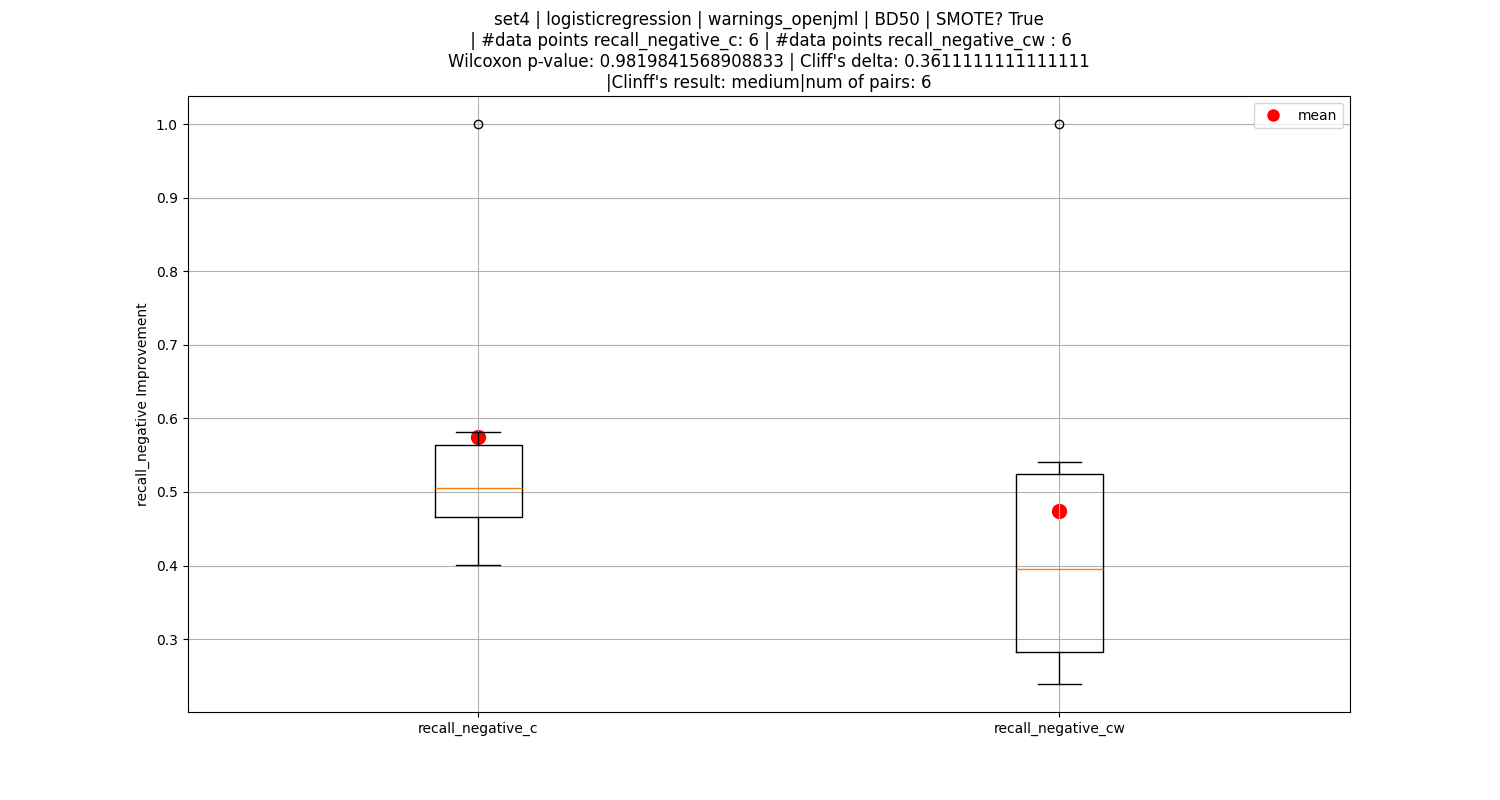 set4 | logisticregression | warnings_openjml | BD50 | SMOTE? True
| #data points recall_negative_c: 6 | #data points recall_negative_cw : 6
Wilcoxon p-value: 0.9819841568908833 | Cliff's delta: 0.3611111111111111
|Clinff's result: medium|num of pairs: 6
mean
1.0
0.9
0.8
0.7
0.6
0.5
0.4
0.3
recall_negative Improvement
recall_negative_c
recall_negative_cw